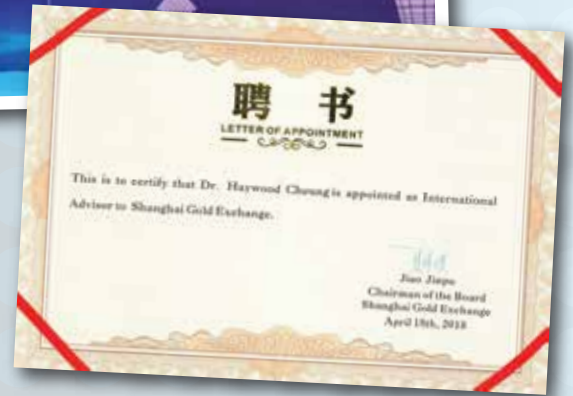 聘 书
LETTER OF APPOINTMENT
This is to certify that Dr. Haywood Cheung is appointed as International
Advisor to Shanghai Gold Exchange.
Jiao Jinpu
Chairman of the Board
Shanghai Gold Exchange
April 18th, 2018